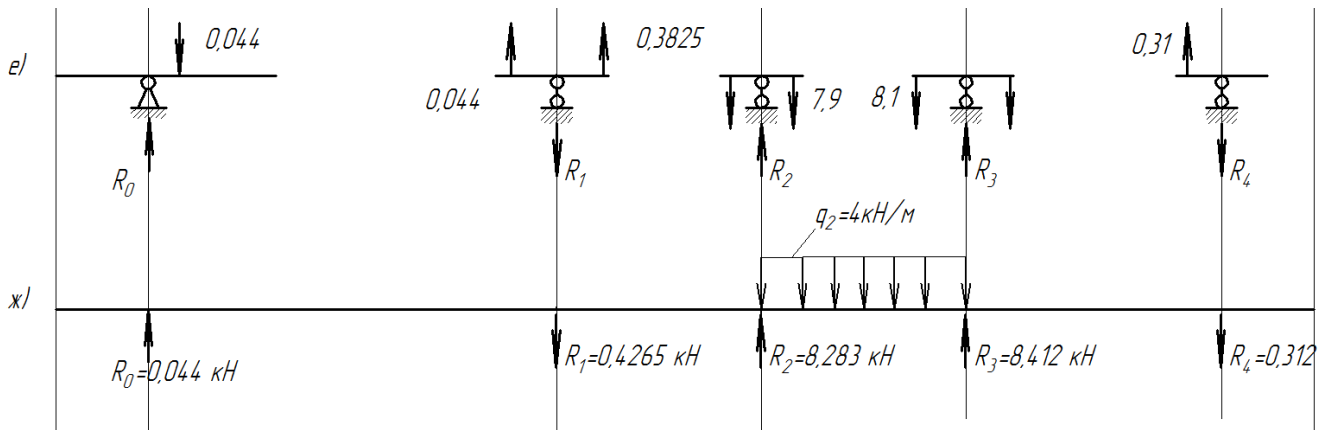 е)
0,044
R0
0,044
0,3825
R1
7,9
R2
8,1
R3
0,31
R4
q2=4кН/м
ж)
R0=0,044 кН
R1=0,4265 кН
R2=8,283 кН
R3=8,412 кН
R4=0,312